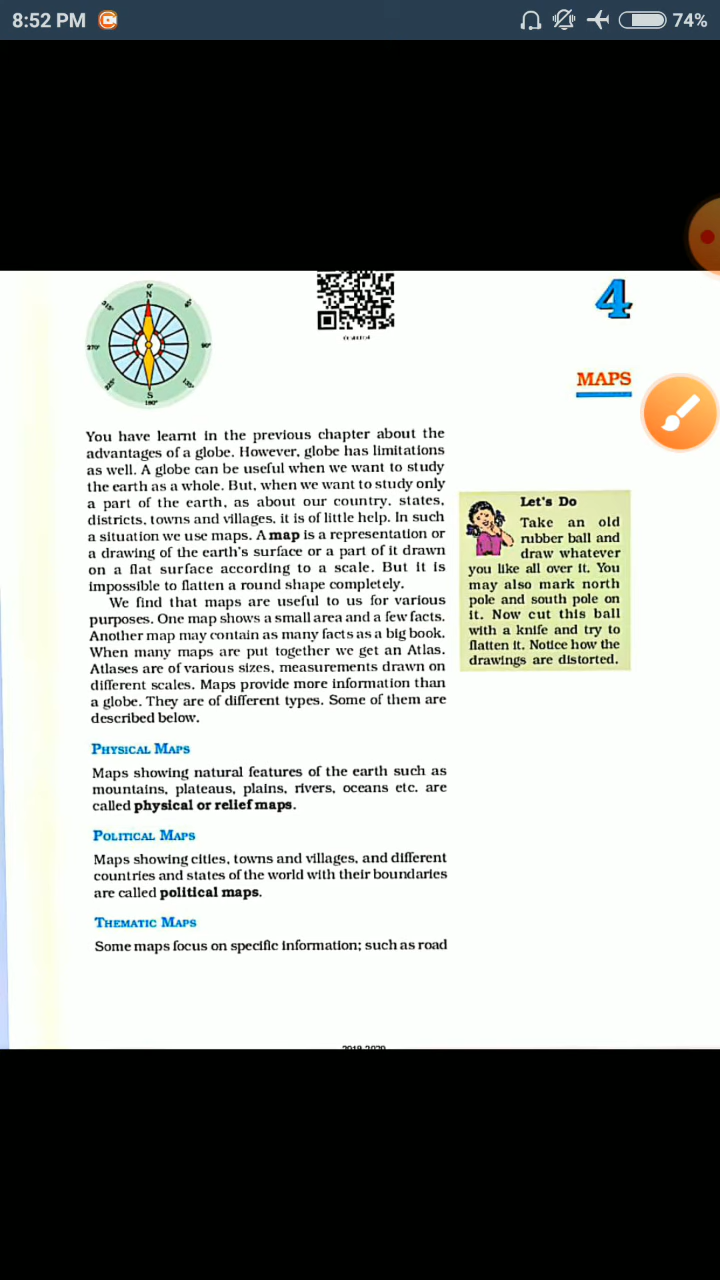 8:52 PM
74%
0°
N
45°
90°
135°
S
180°
225°
270°
315°
4
MAPS
You have learnt in the previous chapter about the
advantages of a globe. However, globe has limitations
as well. A globe can be useful when we want to study
the earth as a whole. But, when we want to study only
a part of the earth, as about our country, states,
districts, towns and villages, it is of little help. In such
a situation we use maps. A map is a representation or
a drawing of the earth's surface or a part of it drawn
on a flat surface according to a scale. But it is
impossible to flatten a round shape completely.
We find that maps are useful to us for various
purposes. One map shows a small area and a few facts.
Another map may contain as many facts as a big book.
When many maps are put together we get an Atlas.
Atlases are of various sizes, measurements drawn on
different scales. Maps provide more information than
a globe. They are of different types. Some of them are
described below.
PHYSICAL MAPS
Maps showing natural features of the earth such as
mountains, plateaus, plains, rivers, oceans etc. are
called physical or relief maps.
POLITICAL MAPS
Maps showing cities, towns and villages, and different
countries and states of the world with their boundaries
are called political maps.
THEMATIC MAPS
Some maps focus on specific information; such as road
Let's Do
Take an old
rubber ball and
draw whatever
you like all over it. You
may also mark north
pole and south pole on
it. Now cut this ball
with a knife and try to
flatten it. Notice how the
drawings are distorted.